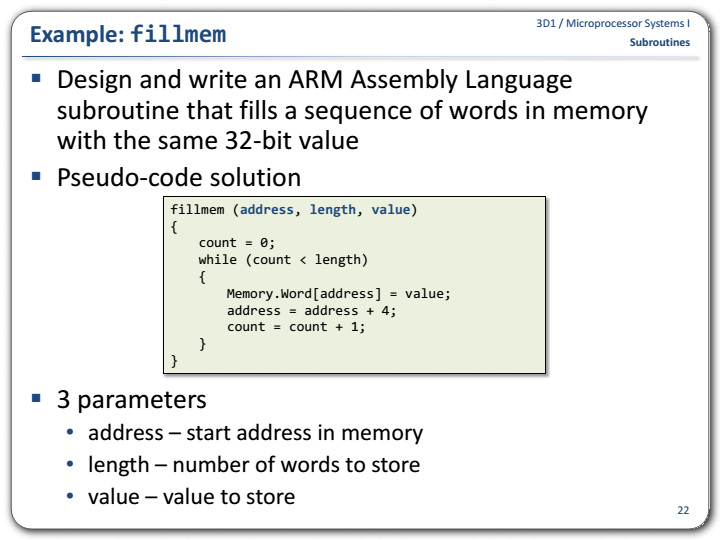 Example: fillmem
3D1 / Microprocessor Systems I
Subroutines
▪ Design and write an ARM Assembly Language
subroutine that fills a sequence of words in memory
with the same 32-bit value
▪ Pseudo-code solution
fillmem (address, length, value)
{
    count = 0;
    while (count < length)
    {
        Memory.Word[address] = value;
        address = address + 4;
        count = count + 1;
    }
}
▪ 3 parameters
• address – start address in memory
• length – number of words to store
• value – value to store
22